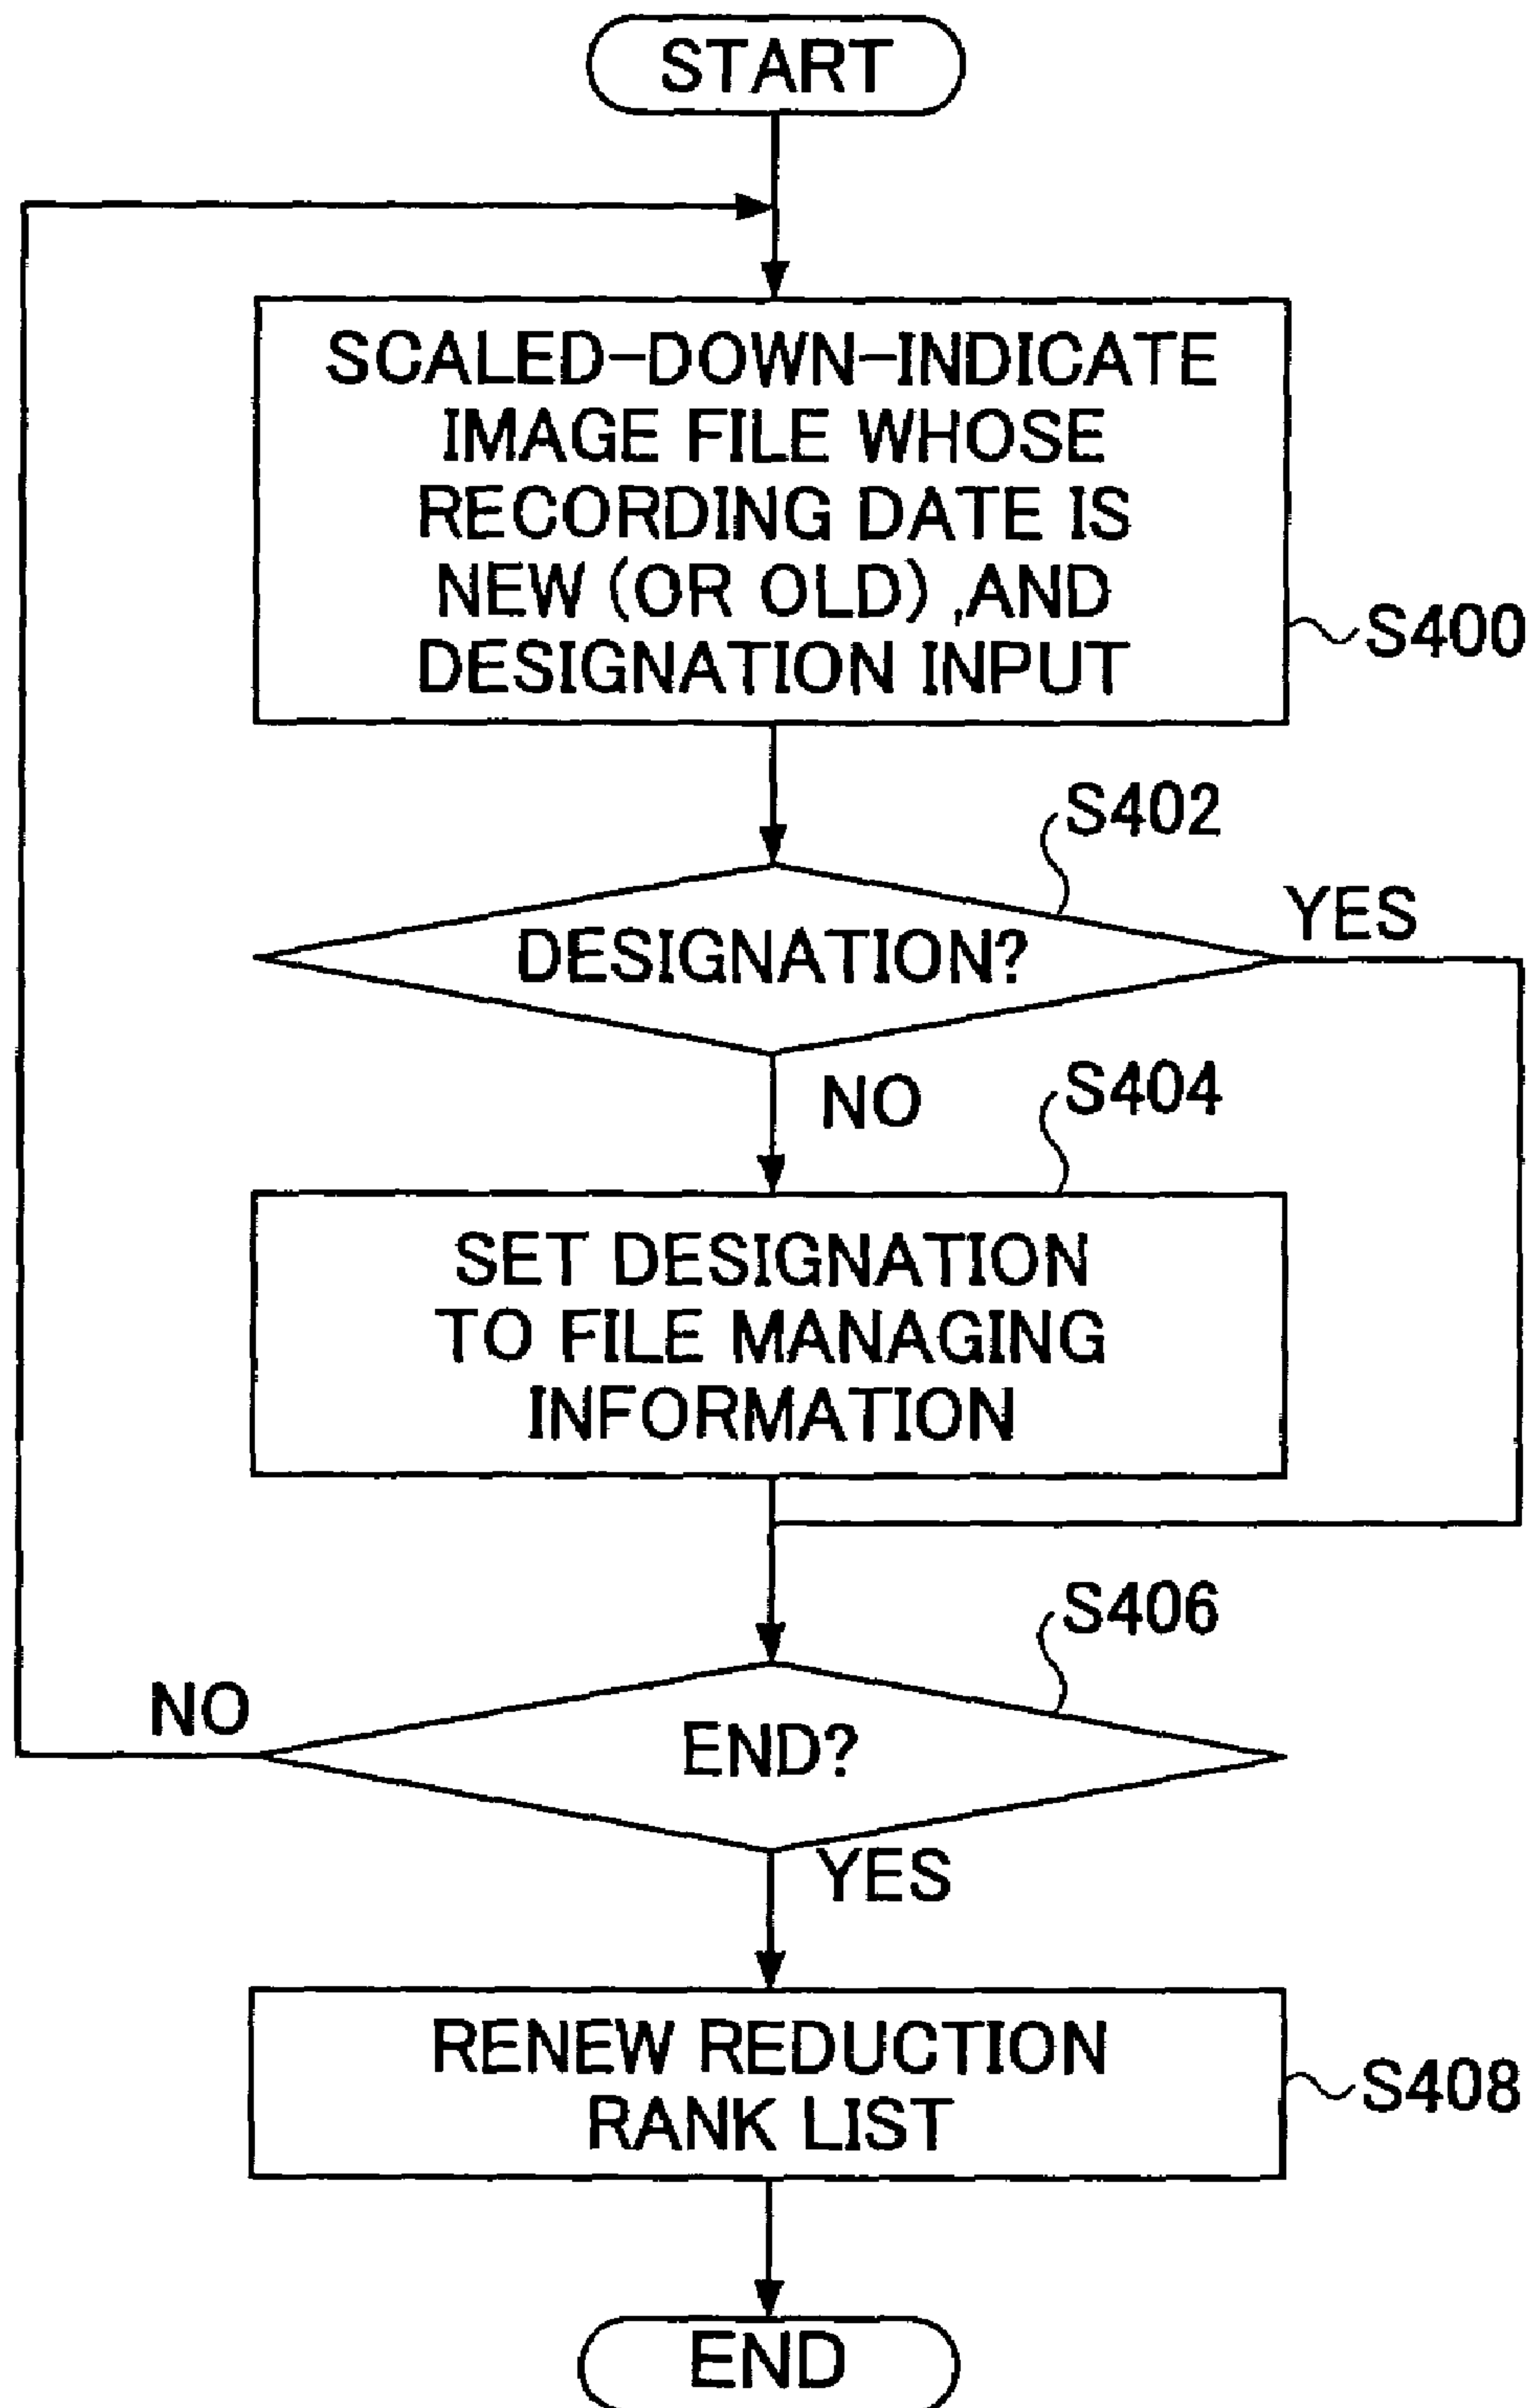 START
SCALED-DOWN-INDICATE
IMAGE FILE WHOSE
RECORDING DATE IS
NEW (OR OLD) ,AND
DESIGNATION INPUT
S400
S402
DESIGNATION?
YES
NO
S404
SET DESIGNATION
TO FILE MANAGING
INFORMATION
S406
NO
END?
YES
RENEW REDUCTION
RANK LIST
S408
END